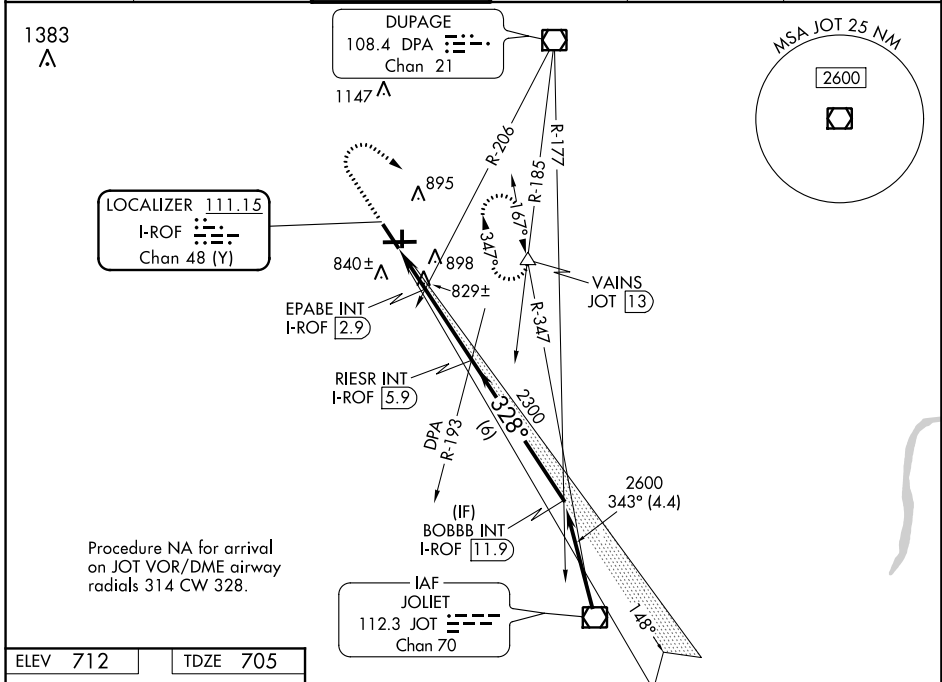 1383
DUPAGE
108.4 DPA
Chan 21
1147
MSA JOT 25 NM
2600
R-206
R-185
R-177
895
LOCALIZER 111.15
I-ROF
Chan 48 (Y)
167°
347°
840±
898
829±
VAINS
JOT 13
EPABE INT
I-ROF 2.9
R-347
RIESR INT
I-ROF 5.9
2300
328°
(6)
DPA
R-193
2600
343° (4.4)
(IF)
BOBBB INT
I-ROF 11.9
Procedure NA for arrival
on JOT VOR/DME airway
radials 314 CW 328.
IAF
JOLIET
112.3 JOT
Chan 70
148°
ELEV 712
TDZE 705